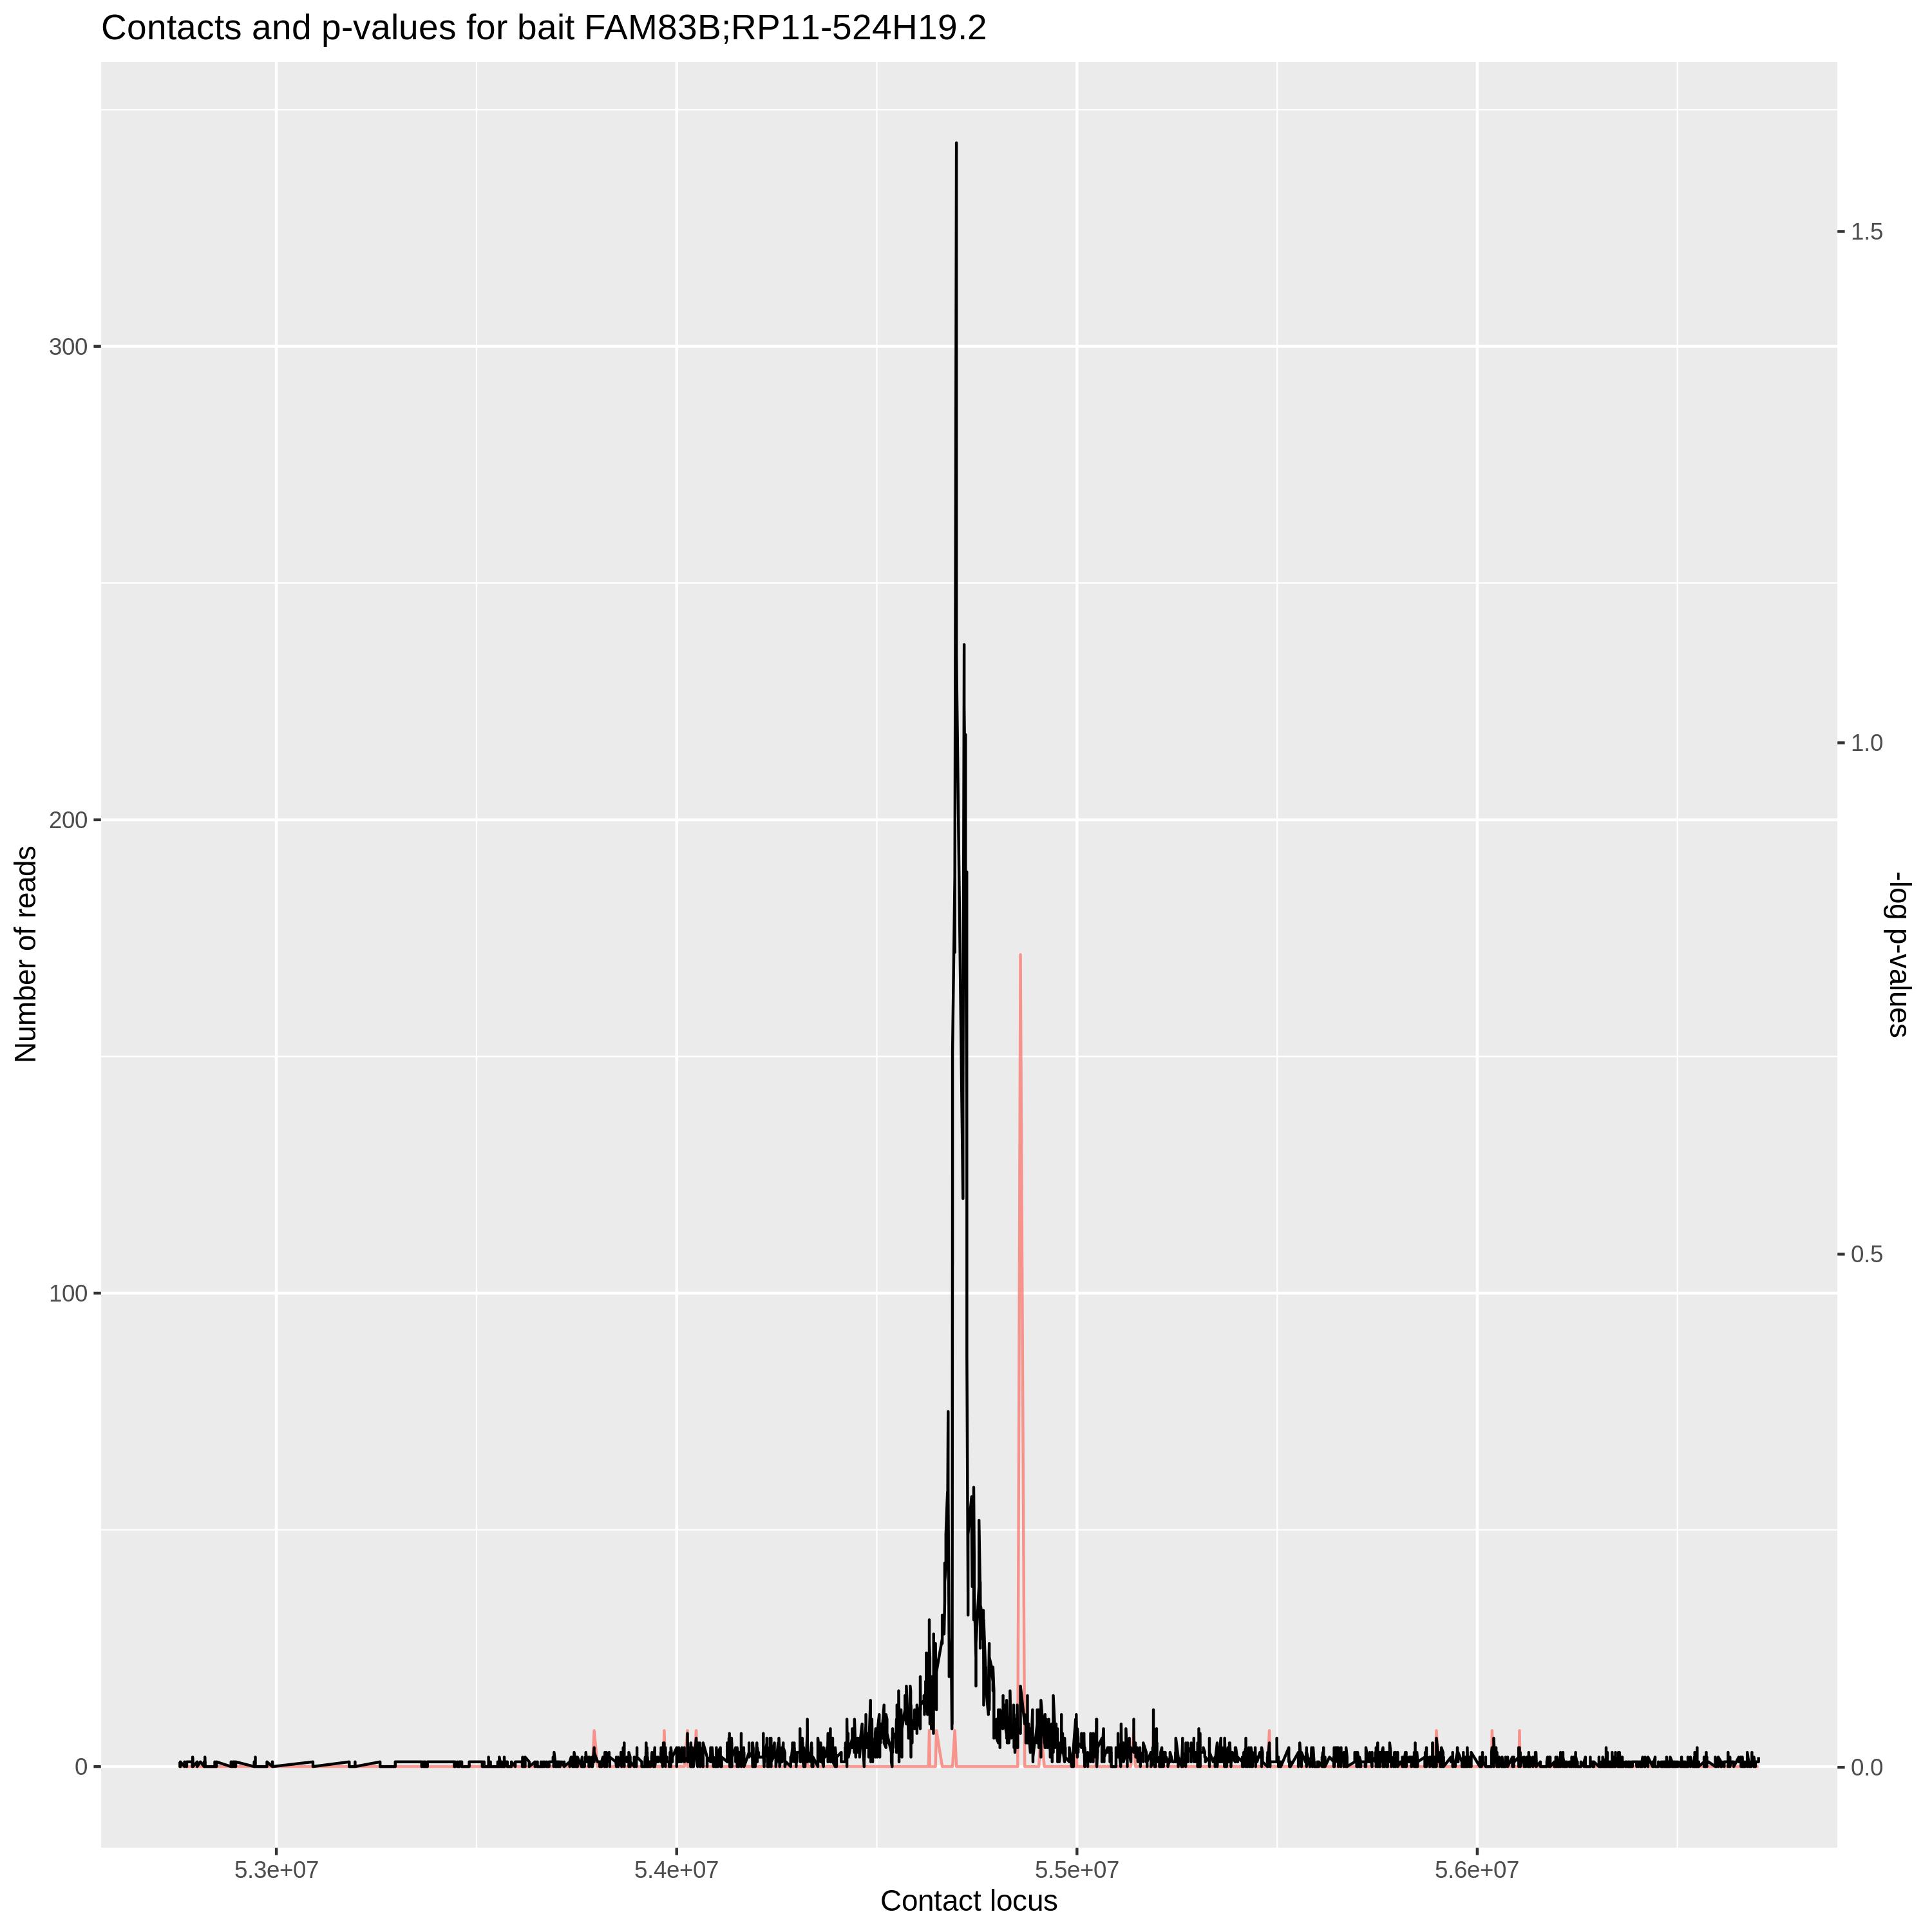 Contacts and p-values for bait FAM83B;RP11-524H19.2
300
200
100
0
Number of reads
1.5
1.0
0.5
0.0
-log p-values
5.3e+07
5.4e+07
5.5e+07
5.6e+07
Contact locus